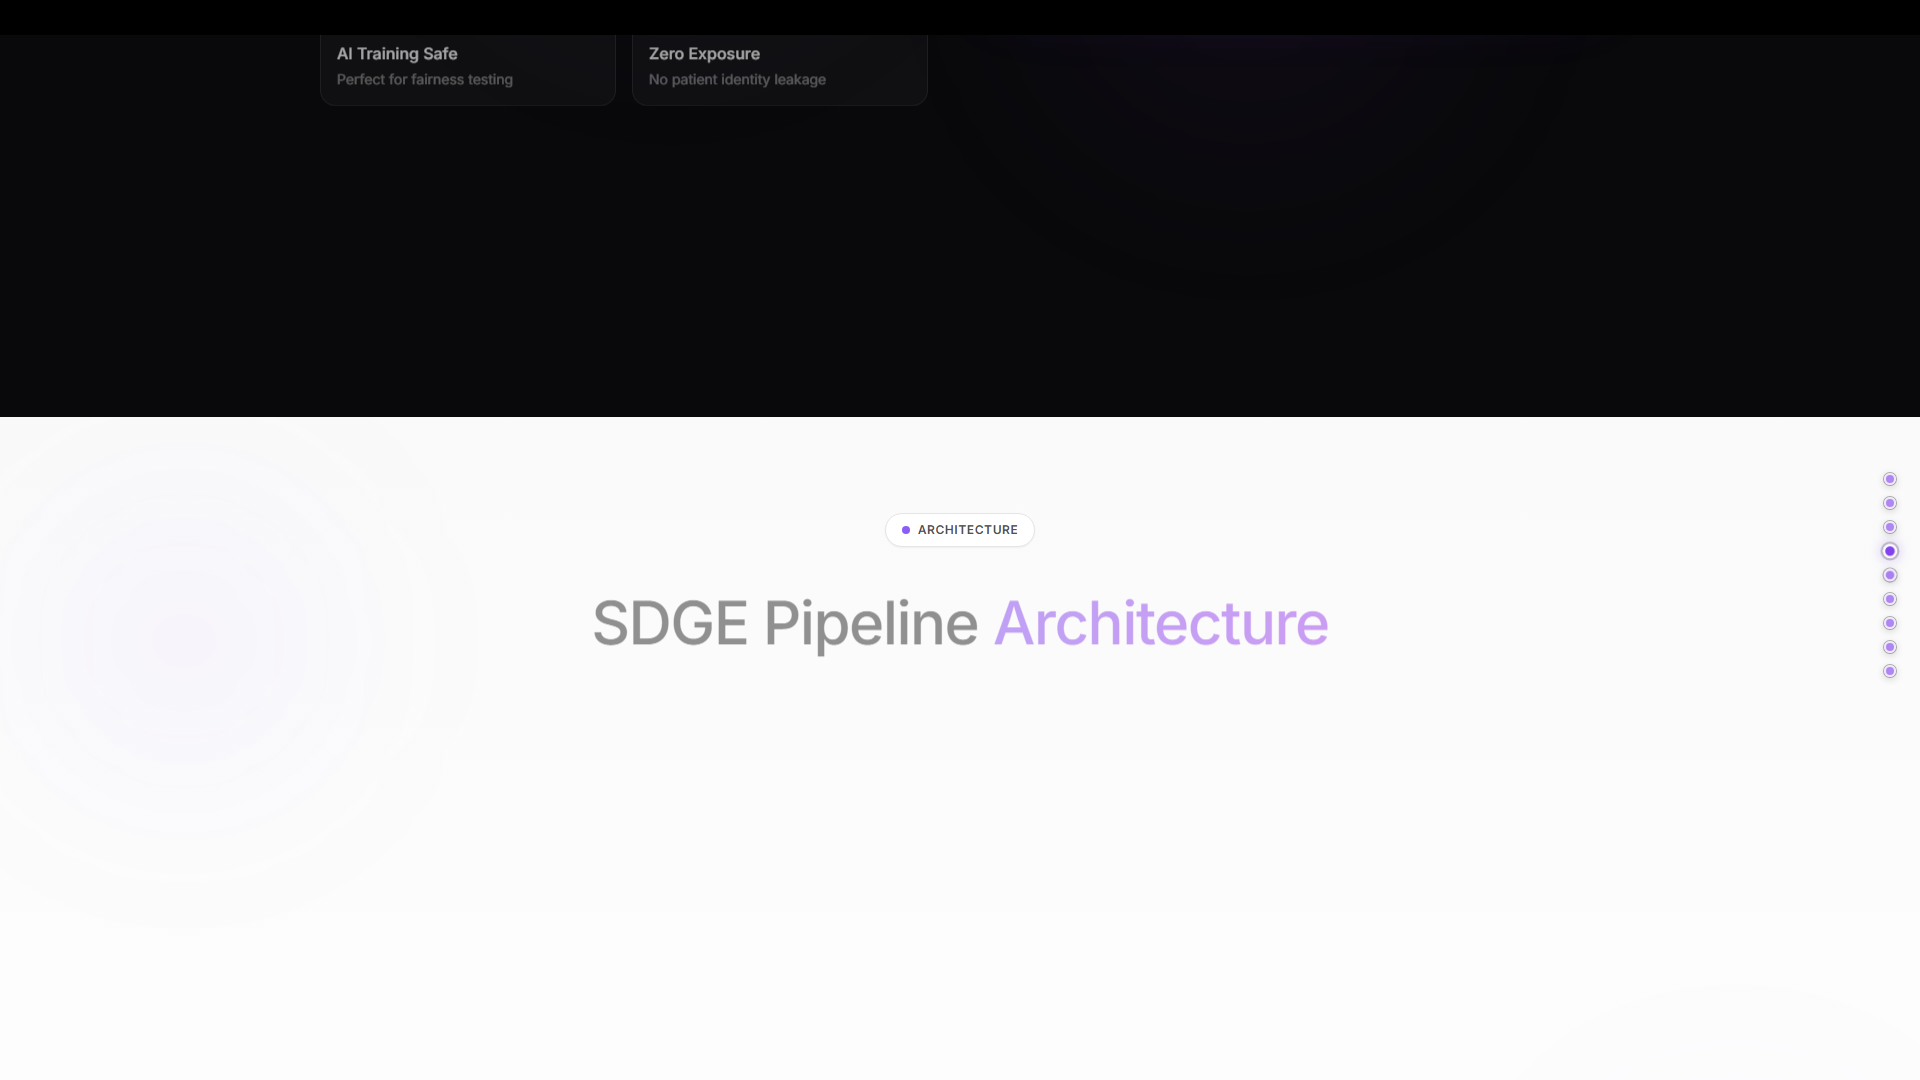 AI Training Safe
Perfect for fairness testing
Zero Exposure
No patient identity leakage
ARCHITECTURE
SDGE Pipeline Architecture